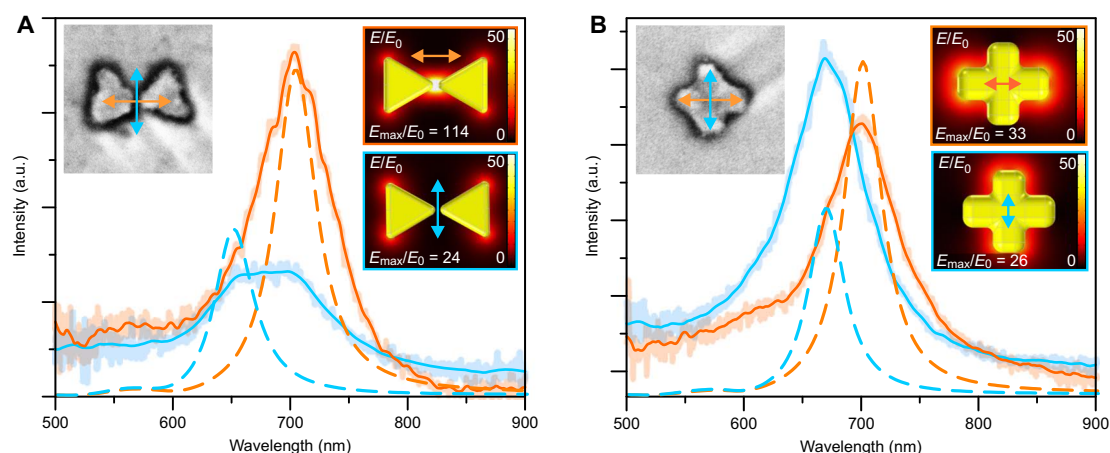 A
E/E0
50
Emax/E0 = 114
0
E/E0
50
Emax/E0 = 24
0
Intensity (a.u.)
500
600
700
800
900
Wavelength (nm)
B
E/E0
50
Emax/E0 = 33
0
E/E0
50
Emax/E0 = 26
0
Intensity (a.u.)
500
600
700
800
900
Wavelength (nm)